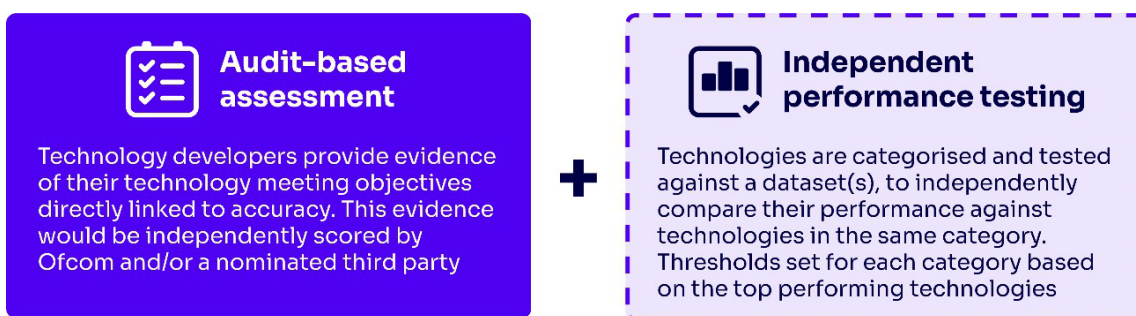 Audit-based
assessment
Technology developers provide evidence
of their technology meeting objectives
directly linked to accuracy. This evidence
would be independently scored by
Ofcom and/or a nominated third party
+
Independent
performance testing
Technologies are categorised and tested
against a dataset(s), to independently
compare their performance against
technologies in the same category.
Thresholds set for each category based
on the top performing technologies